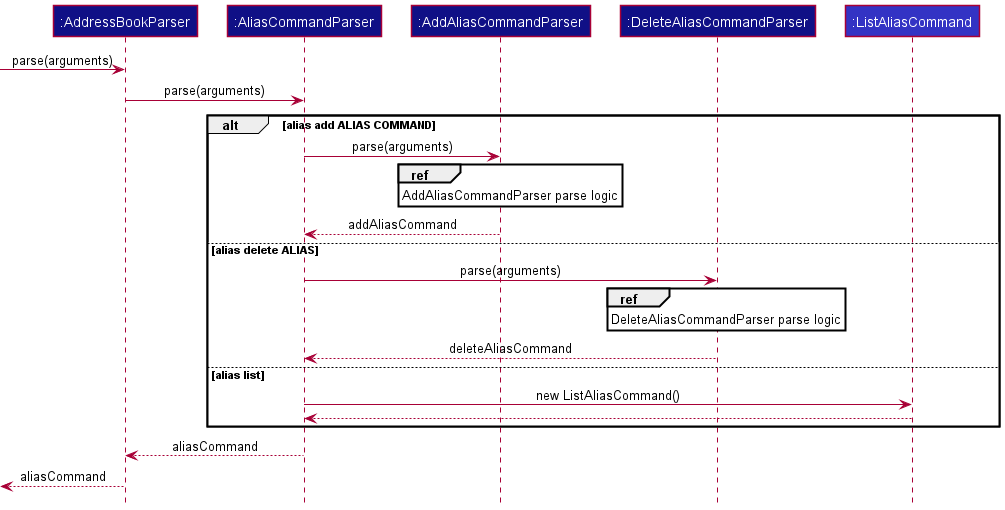 :AddressBookParser
:AliasCommandParser
:AddAliasCommandParser
:DeleteAliasCommandParser
:ListAliasCommand
parse(arguments)
parse(arguments)
alt
[alias add ALIAS COMMAND]
parse(arguments)
ref
AddAliasCommandParser parse logic
addAliasCommand
[alias delete ALIAS]
parse(arguments)
ref
DeleteAliasCommandParser parse logic
deleteAliasCommand
[alias list]
new ListAliasCommand()
aliasCommand
aliasCommand